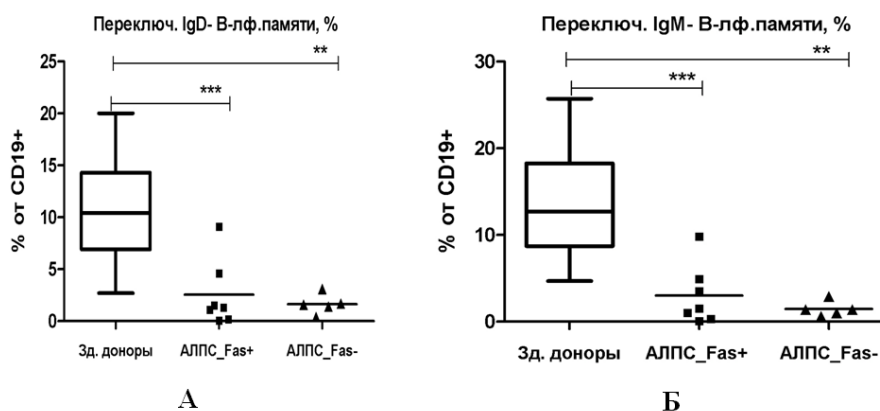 Переключ. IgD- В-лф.памяти, %
**
***
% от CD19+
25
20
15
10
5
0
Зд. доноры
АЛПС_Fas+
АЛПС_Fas-
А
Переключ. IgM- В-лф.памяти, %
**
***
% от CD19+
30
20
10
0
Зд. доноры
АЛПС_Fas+
АЛПС_Fas-
Б